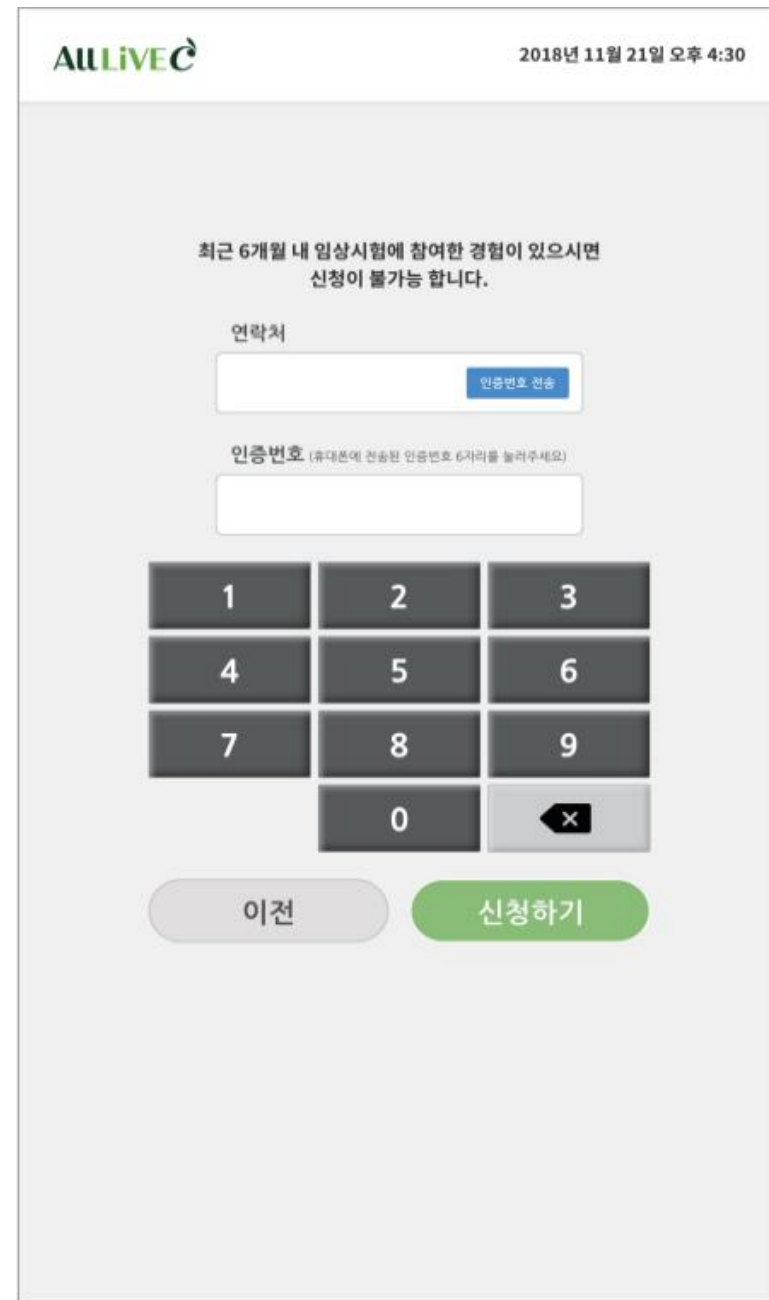 AllLiVE C
2018년 11월 21일 오후 4:30
최근 6개월 내 임상시험에 참여한 경험이 있으시면
신청이 불가능 합니다.
연락처
인증번호 전송
인증번호 (휴대폰에 전송된 인증번호 6자리를 눌러주세요)
1 2 3
4 5 6
7 8 9
0
이전 신청하기